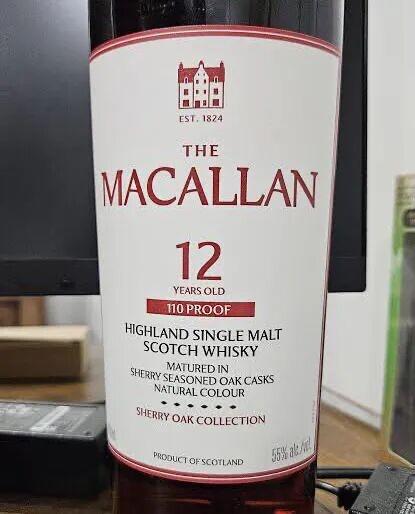 EST. 1824
THE
MACALLAN
12
YEARS OLD
110 PROOF
HIGHLAND SINGLE MALT
SCOTCH WHISKY
MATURED IN
SHERRY SEASONED OAK CASKS
NATURAL COLOUR
SHERRY OAK COLLECTION
55% alc./vol.
PRODUCT OF SCOTLAND